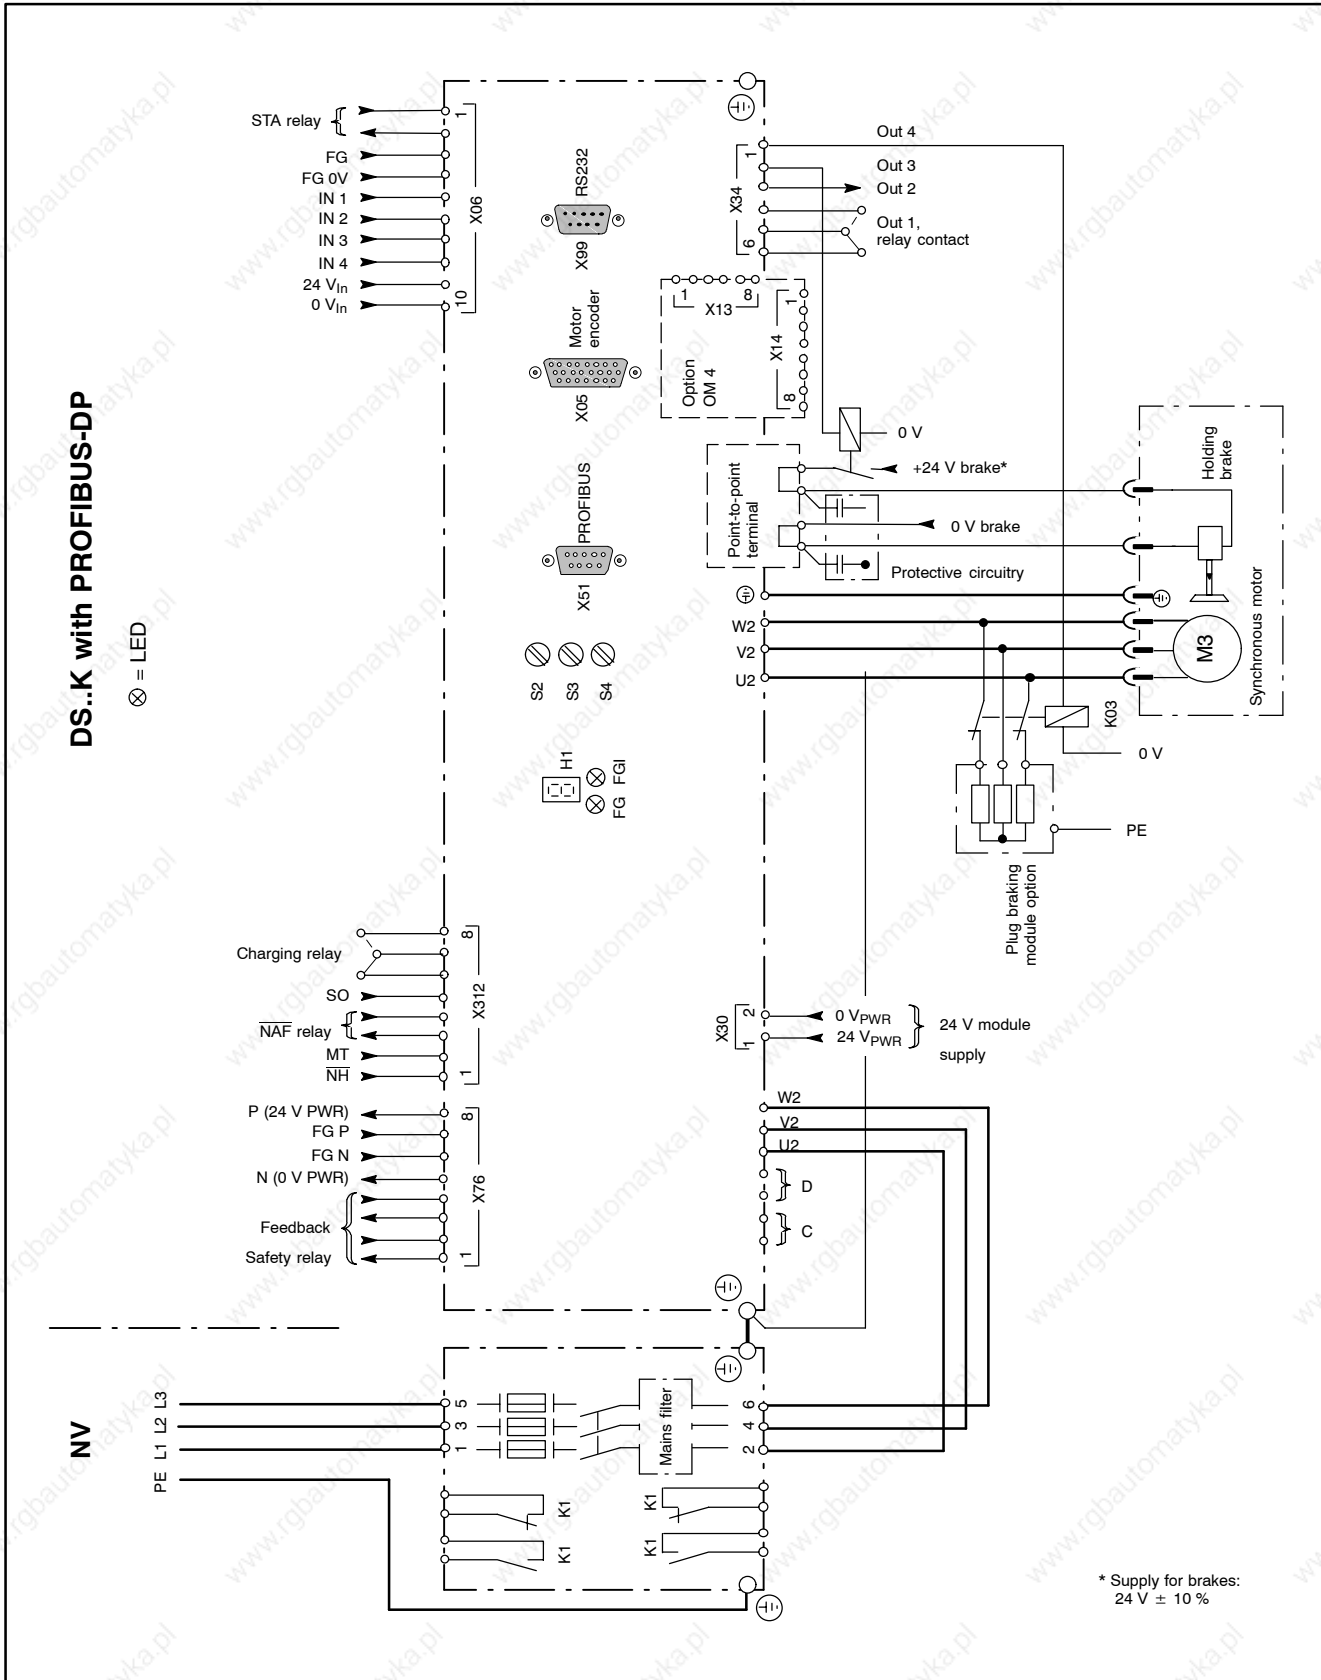 DS..K with PROFIBUS-DP
= LED
STA relay
FG
FG 0V
IN 1
IN 2
IN 3
IN 4
24 VIn
0 VIn
1
X06
10
RS232
X99
Motor
encoder
X05
PROFIBUS
X51
S2
S3
S4
H1
FG
FGI
1
X34
6
Out 4
Out 3
Out 2
Out 1,
relay contact
1
8
X13
1
X14
8
Option
OM 4
0 V
+24 V brake*
0 V brake
Protective circuitry
Point-to-point
terminal
W2
V2
U2
Holding
brake
M3
Synchronous motor
K03
0 V
PE
Plug braking
module option
Charging relay
SO
NAF relay
MT
NH
8
X312
1
P (24 V PWR)
FG P
FG N
N (0 V PWR)
Feedback
Safety relay
8
X76
1
X30
2
1
0 VPWR
24 VPWR
24 V module
supply
W2
V2
U2
D
C
NV
L3
L2
L1
PE
5
3
1
Mains filter
6
4
2
K1
K1
K1
K1
* Supply for brakes:
24 V ± 10 %
www.rgbautomatyka.pl